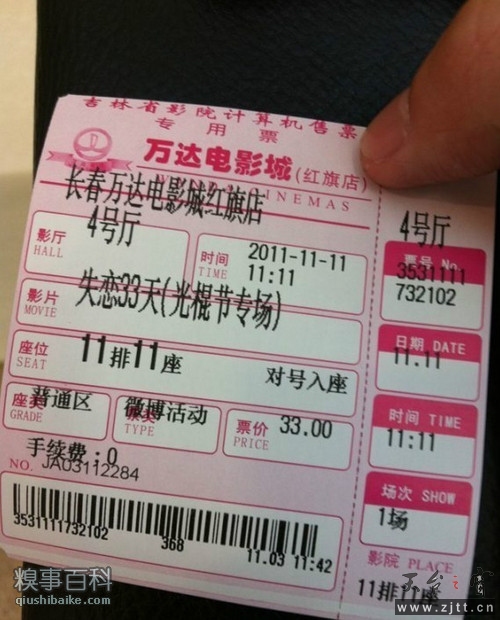 吉林省影院计算机售票
专用票
万达电影城(红旗店)
CINEMAS
长春万达电影城红旗店
影厅 HALL 4号厅
时间 TIME 2011-11-11 11:11
影片 MOVIE 失恋33天(光棍节专场)
座位 SEAT 11排11座 对号入座
座类 GRADE 普通区
TYPE 微博活动
票价 PRICE 33.00
手续费:0
NO. JA03112284
3531111732102 368 11.03 11:42
4号厅
票号 No.
3531111
732102
日期 DATE
11.11
时间 TIME
11:11
场次 SHOW
1场
影院 PLACE
11排11座
糗事百科
qiushibaike.com
www.zjtt.cn